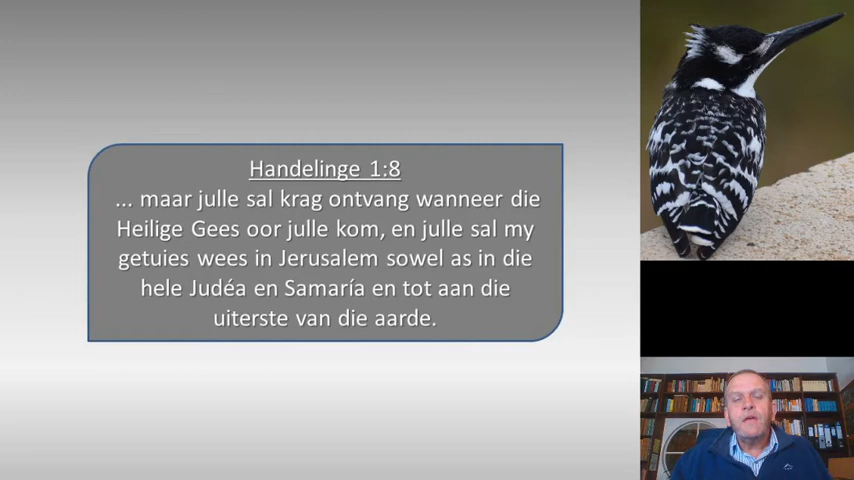 Handelinge 1:8
... maar julle sal krag ontvang wanneer die
Heilige Gees oor julle kom, en julle sal my
getuies wees in Jerusalem sowel as in die
hele Judéa en Samaría en tot aan die
uiterste van die aarde.